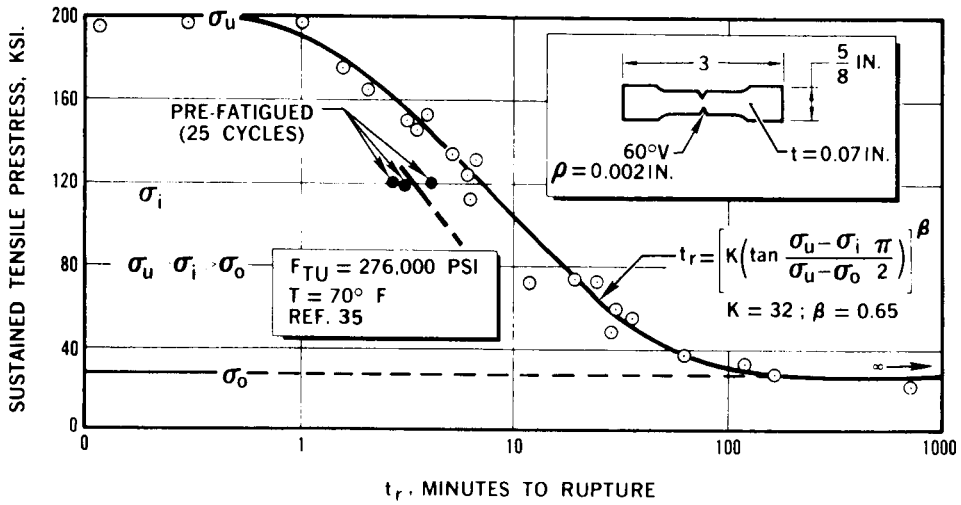 SUSTAINED TENSILE PRESTRESS, KSI.
200
160
120
80
40
0
σu
σi
σu σi >σo
σo
PRE-FATIGUED
(25 CYCLES)
FTU = 276,000 PSI
T = 70° F
REF. 35
3
5/8 IN.
60°V
ρ = 0.002 IN.
t = 0.07 IN.
tr = [K(tan σu-σi/σu-σo π/2)]β
K = 32 ; β = 0.65
∞
0
1
10
100
1000
tr, MINUTES TO RUPTURE